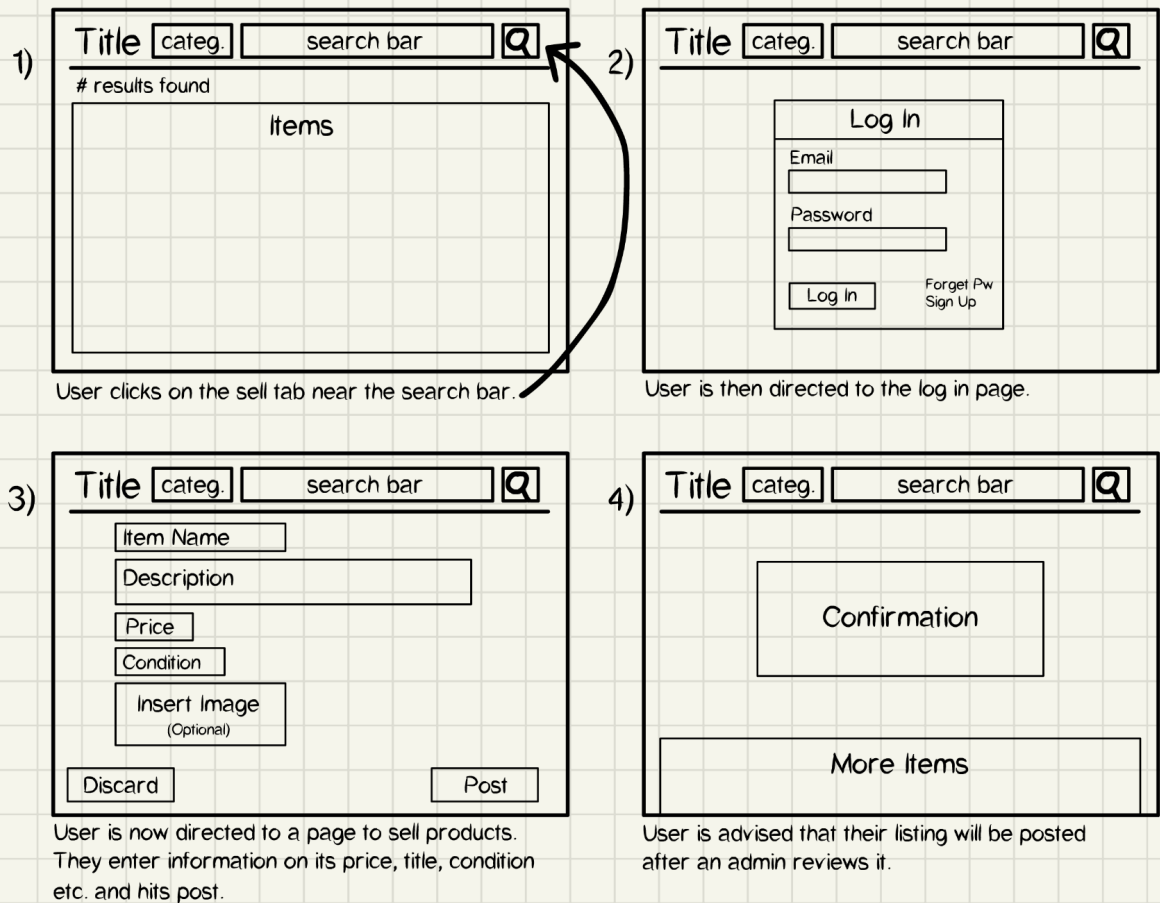 1)
Title categ. search bar
# results found
Items
User clicks on the sell tab near the search bar.
2)
Title categ. search bar
Log In
Email
Password
Log In
Forget Pw
Sign Up
User is then directed to the log in page.
3)
Title categ. search bar
Item Name
Description
Price
Condition
Insert Image
(Optional)
Discard Post
User is now directed to a page to sell products.
They enter information on its price, title, condition
etc. and hits post.
4)
Title categ. search bar
Confirmation
More Items
User is advised that their listing will be posted
after an admin reviews it.